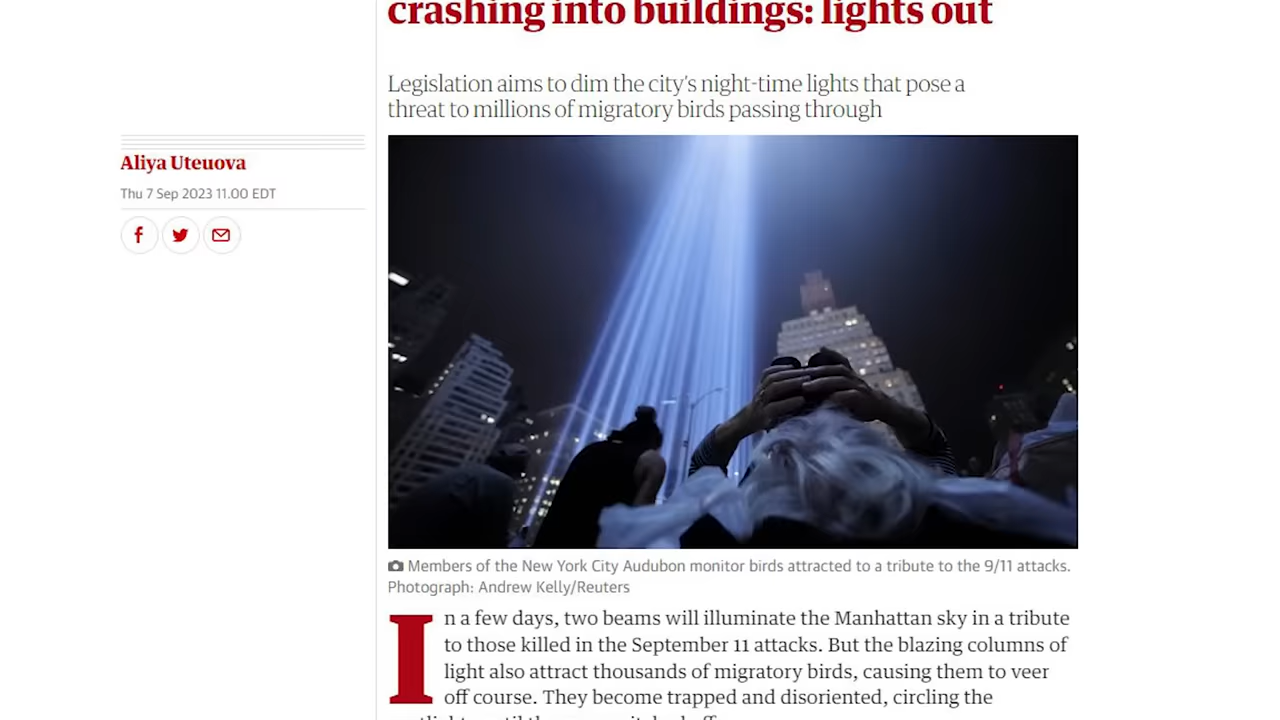 crashing into buildings: lights out
Legislation aims to dim the city's night-time lights that pose a
threat to millions of migratory birds passing through
Aliya Uteuova
Thu 7 Sep 2023 11.00 EDT
Members of the New York City Audubon monitor birds attracted to a tribute to the 9/11 attacks.
Photograph: Andrew Kelly/Reuters
In a few days, two beams will illuminate the Manhattan sky in a tribute
to those killed in the September 11 attacks. But the blazing columns of
light also attract thousands of migratory birds, causing them to veer
off course. They become trapped and disoriented, circling the